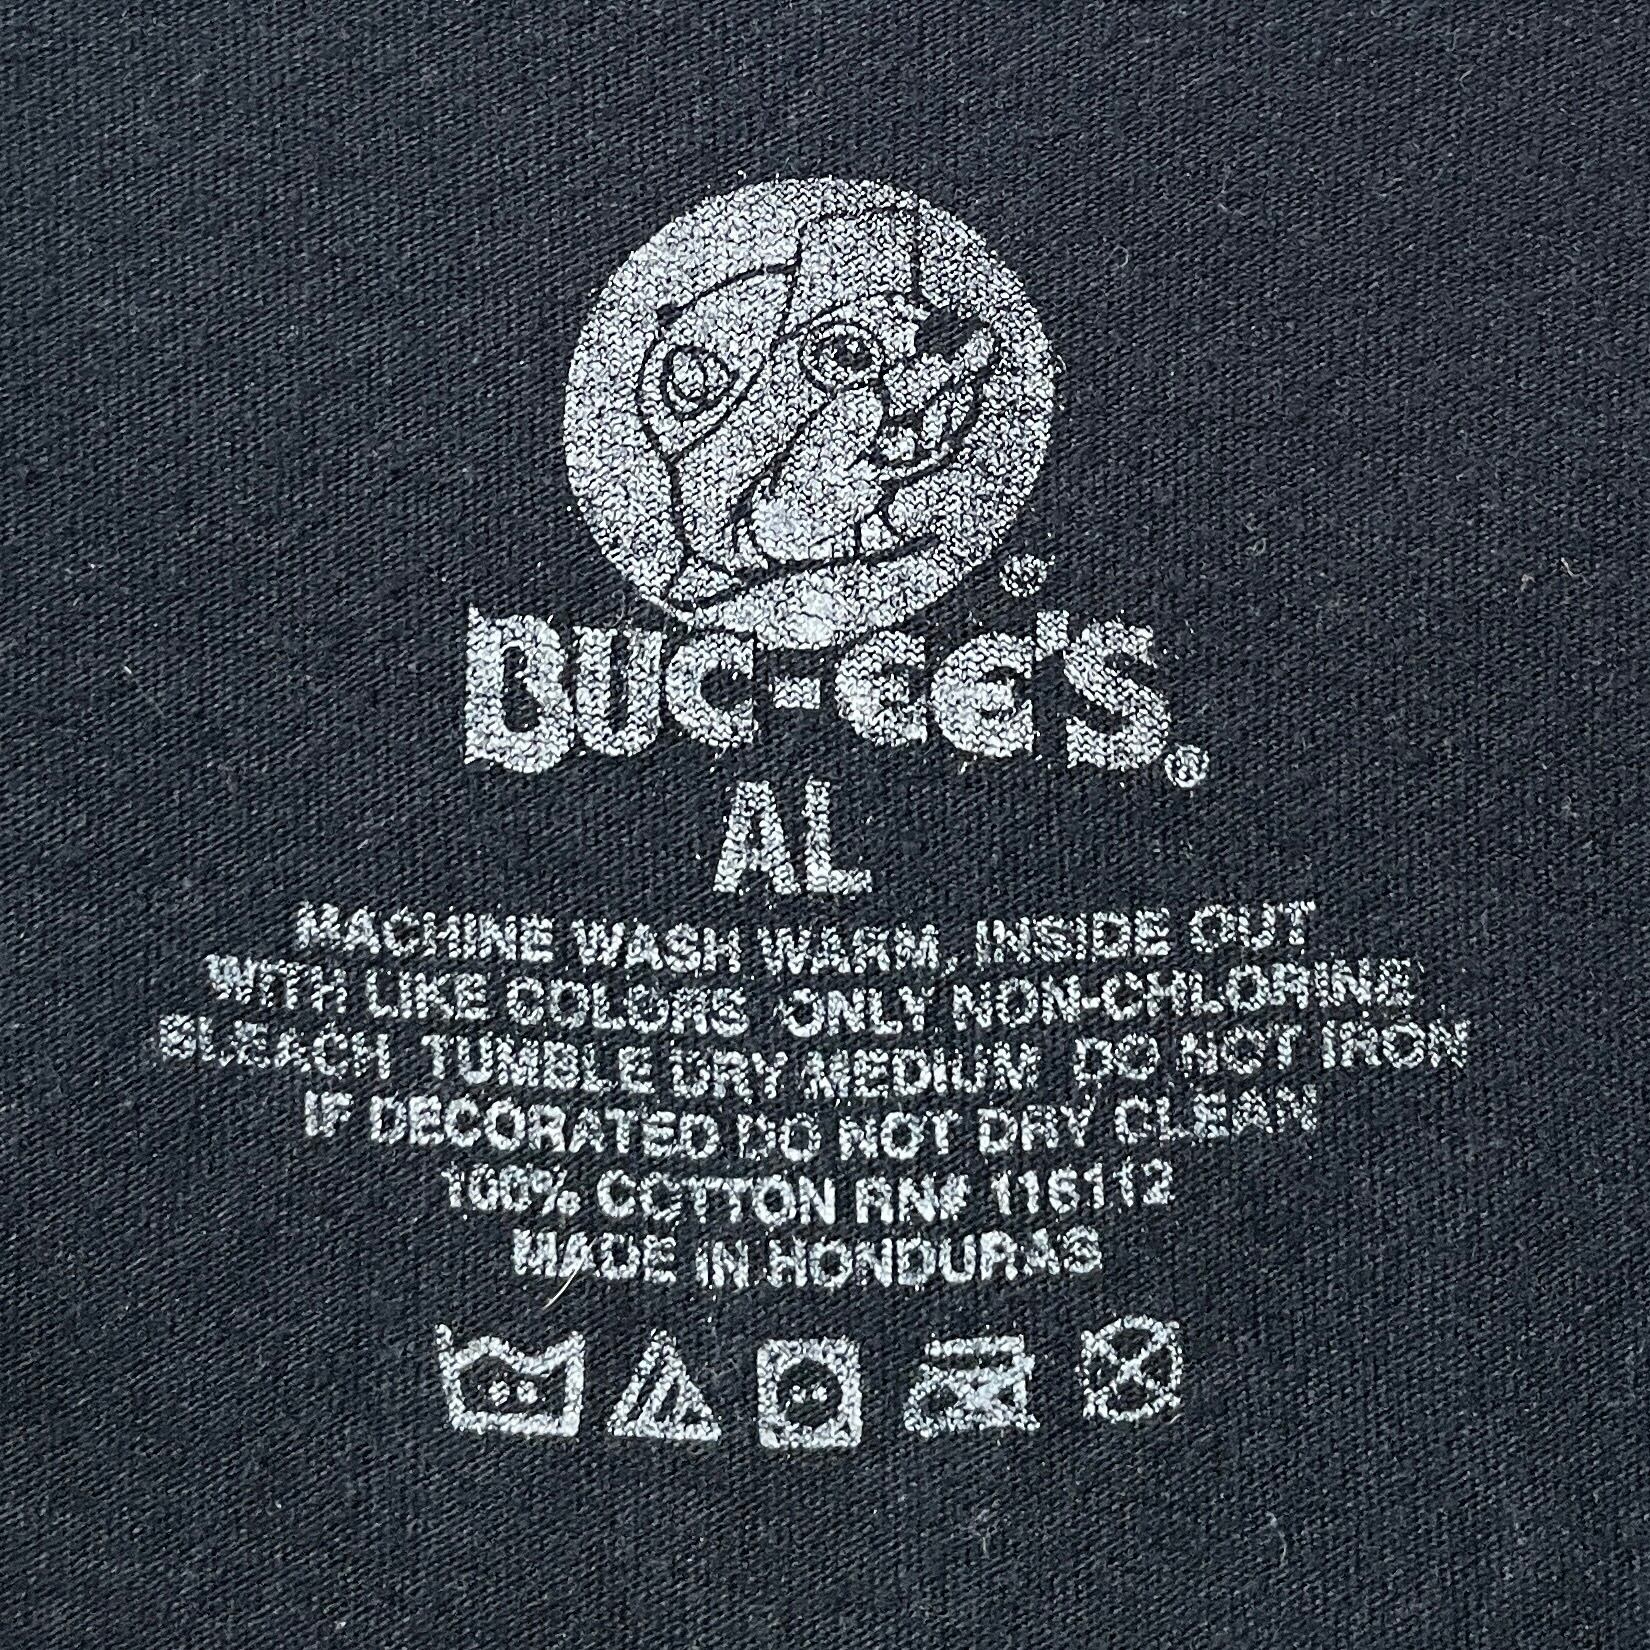 ®
BUC-EE'S®
AL
MACHINE WASH WARM, INSIDE OUT
WITH LIKE COLORS ONLY NON-CHLORINE
BLEACH TUMBLE DRY MEDIUM DO NOT IRON
IF DECORATED DO NOT DRY CLEAN
100% COTTON RN# 116112
MADE IN HONDURAS